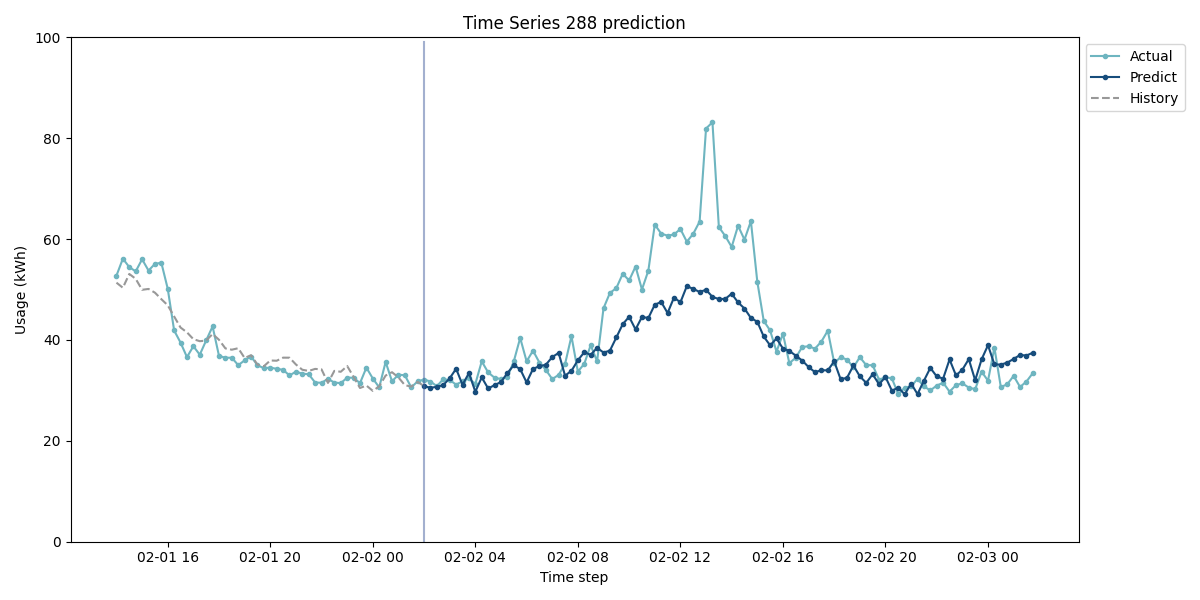 Time Series 288 prediction
100
80
60
40
20
0
Usage (kWh)
02-01 16
02-01 20
02-02 00
02-02 04
02-02 08
02-02 12
02-02 16
02-02 20
02-03 00
Time step
Actual
Predict
History